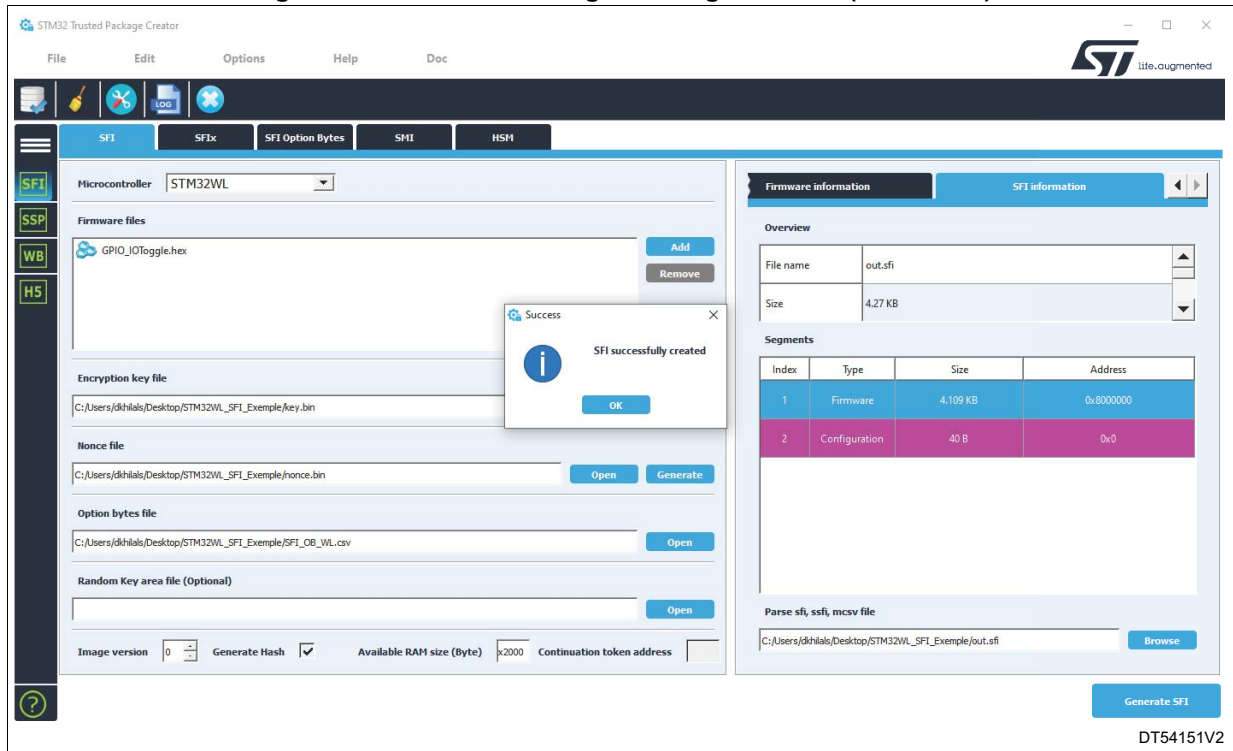 STM32 Trusted Package Creator
File Edit Options Help Doc
life.augmented
LOG
SFI SFIx SFI Option Bytes SMI HSM
SFI
SSP
WB
H5
Microcontroller STM32WL
Firmware files
GPIO_IOToggle.hex
Add
Remove
Encryption key file
C:/Users/dkhilals/Desktop/STM32WL_SFI_Exemple/key.bin
Nonce file
C:/Users/dkhilals/Desktop/STM32WL_SFI_Exemple/nonce.bin Open Generate
Option bytes file
C:/Users/dkhilals/Desktop/STM32WL_SFI_Exemple/SFI_OB_WL.csv Open
Random Key area file (Optional)
Open
Image version 0 Generate Hash Available RAM size (Byte) x2000 Continuation token address
Success
SFI successfully created
OK
Firmware information SFI information
Overview
File name out.sfi
Size 4.27 KB
Segments
Index Type Size Address
1 Firmware 4.109 KB 0x8000000
2 Configuration 40 B 0x0
Parse sfi, ssfi, mcsv file
C:/Users/dkhilals/Desktop/STM32WL_SFI_Exemple/out.sfi Browse
Generate SFI
DT54151V2